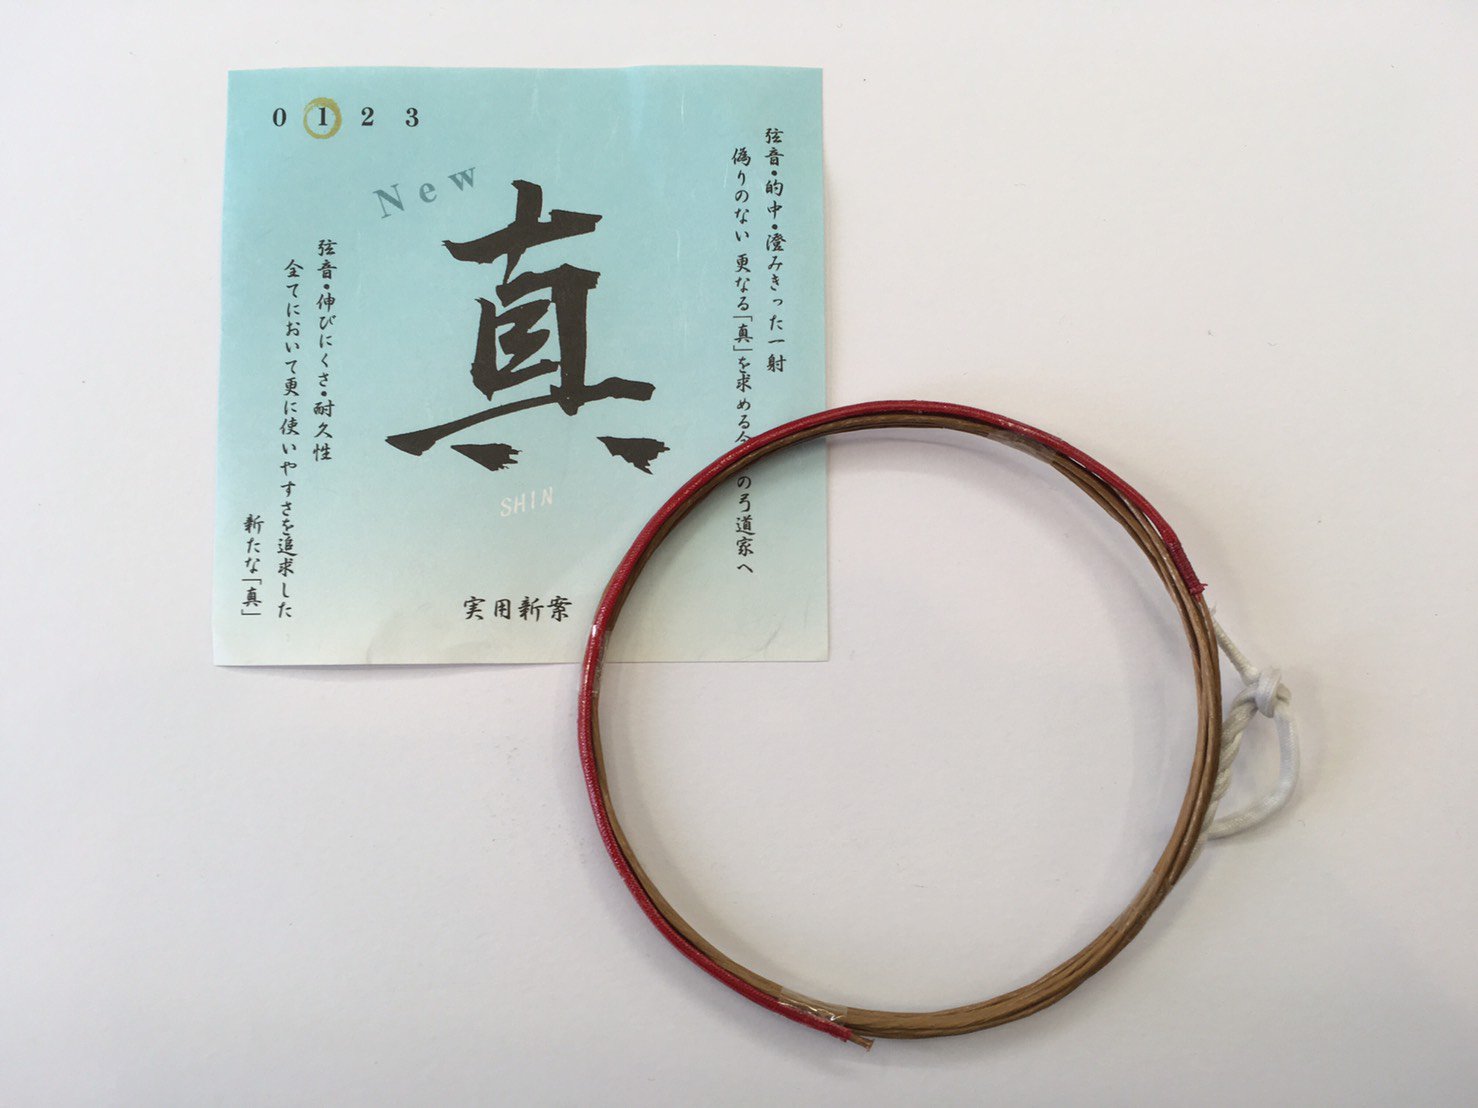 0 1 2 3
New
真
SHIN
弦音・的中・澄みきった一射
偽りのない 更なる「真」を求める
の弓道家へ
弦音・伸びにくさ・耐久性
全てにおいて更に使いやすさを追求した
新たな「真」
実用新案